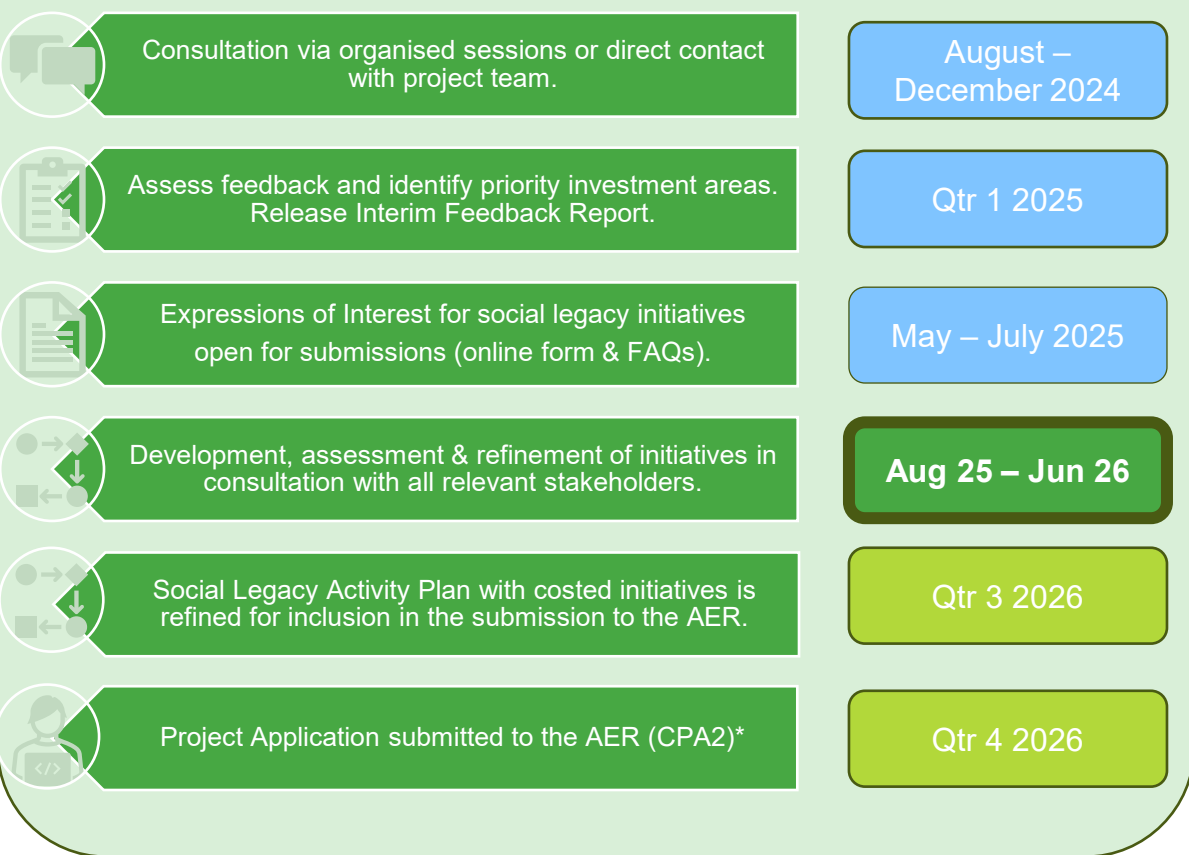 Consultation via organised sessions or direct contact
with project team.
August –
December 2024
Assess feedback and identify priority investment areas.
Release Interim Feedback Report.
Qtr 1 2025
Expressions of Interest for social legacy initiatives
open for submissions (online form & FAQs).
May – July 2025
Development, assessment & refinement of initiatives in
consultation with all relevant stakeholders.
Aug 25 – Jun 26
Social Legacy Activity Plan with costed initiatives is
refined for inclusion in the submission to the AER.
Qtr 3 2026
</>
Project Application submitted to the AER (CPA2)*
Qtr 4 2026